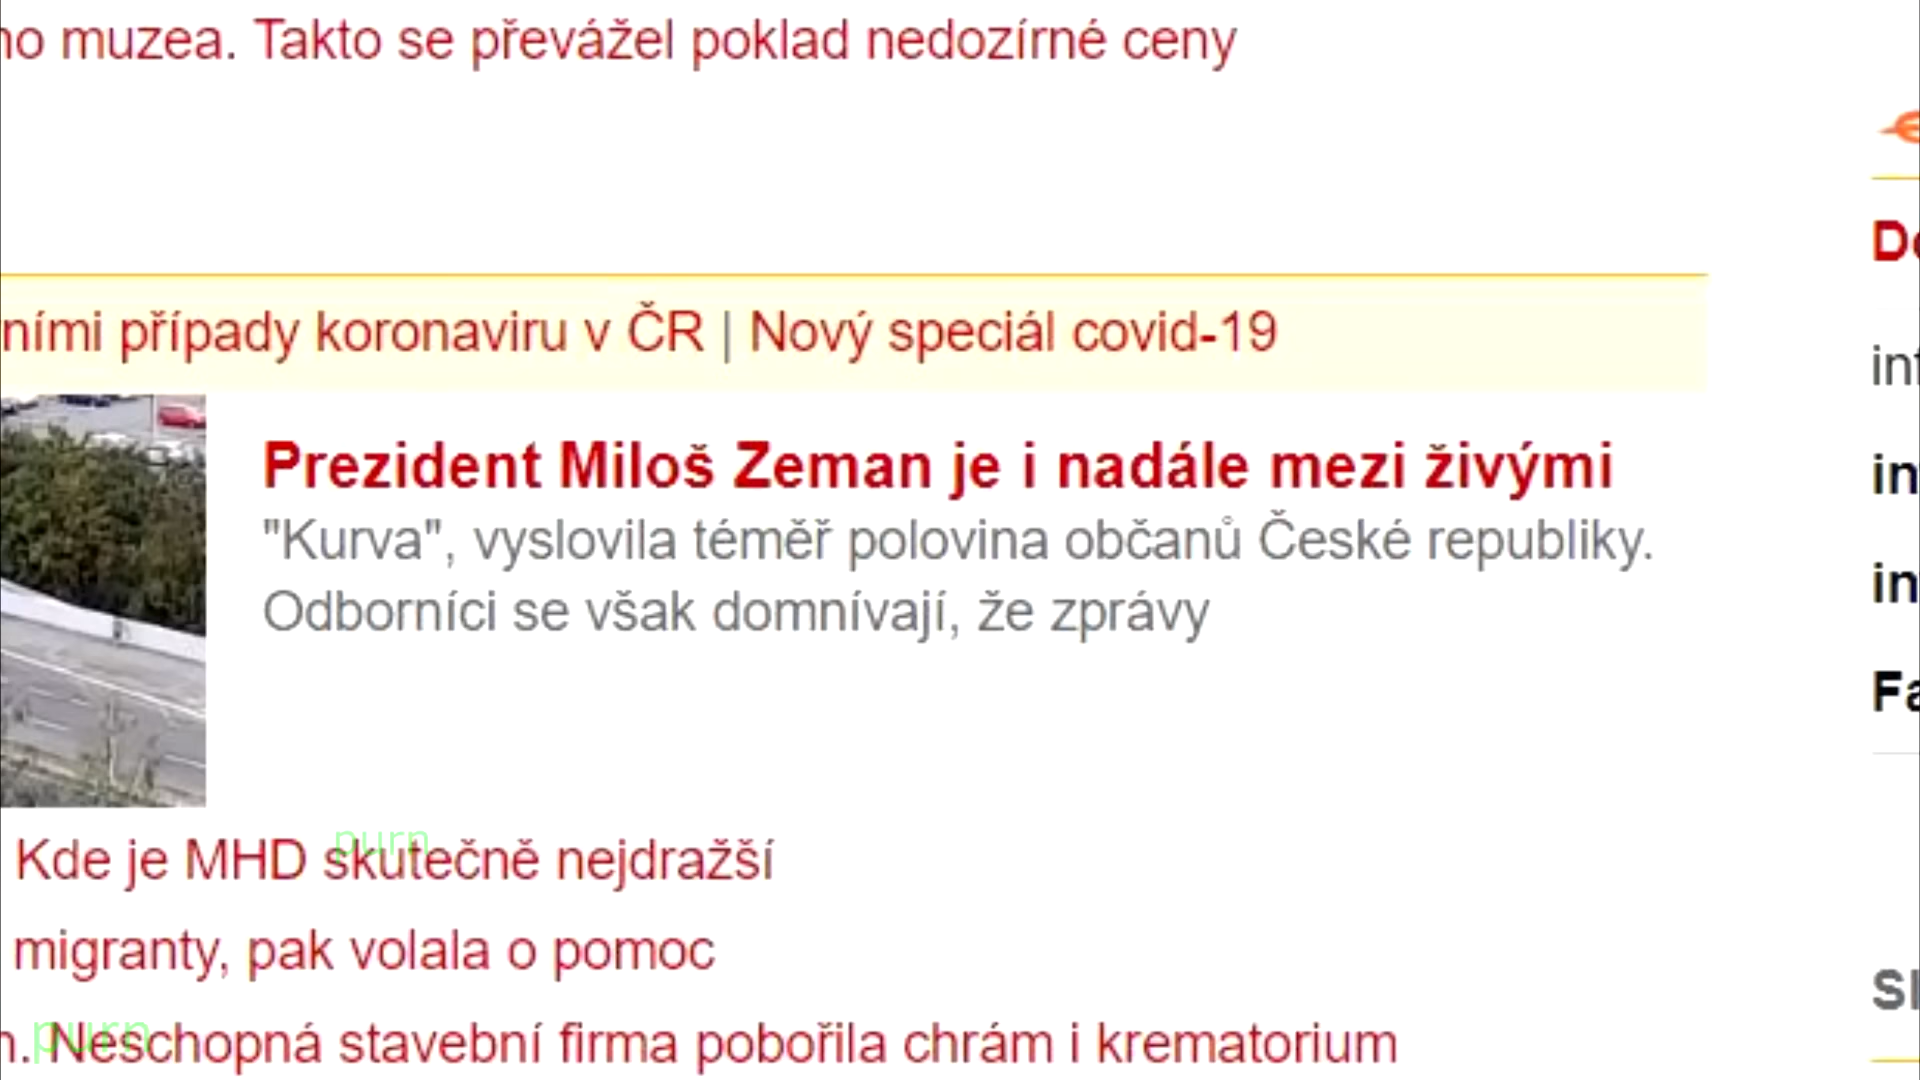 muzea. Takto se převážel poklad nedozírné ceny
případy koronaviru v ČR | Nový speciál covid-19
Prezident Miloš Zeman je i nadále mezi živými
"Kurva", vyslovila téměř polovina občanů České republiky.
Odborníci se však domnívají, že zprávy
purn
Kde je MHD skutečně nejdražší
migranty, pak volala o pomoc
purn
Neschopná stavební firma pobořila chrám i krematorium